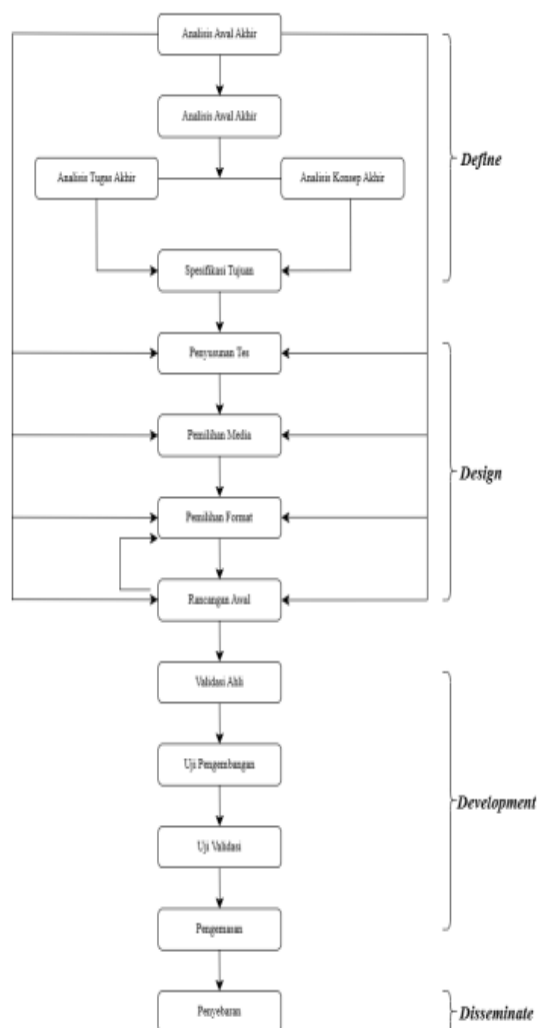 Analisis Awal Akhir
Analisis Awal Akhir
Define
Analisis Tugas Akhir
Analisis Konsep Akhir
Spesifikasi Tujuan
Penyusunan Tes
Pemilihan Media
Design
Pemilihan Format
Rancangan Awal
Validasi Ahli
Uji Pengembangan
Development
Uji Validasi
Pengemasan
Penyebaran
Disseminate